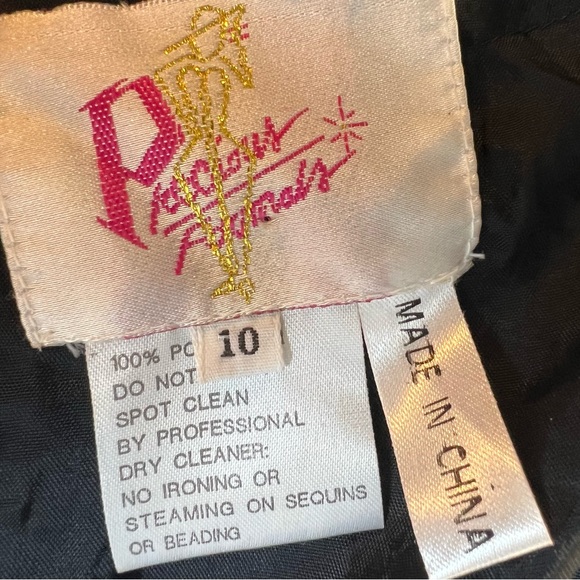 Precious
Formals
10
100% PO
DO NOT
SPOT CLEAN
BY PROFESSIONAL
DRY CLEANER:
NO IRONING OR
STEAMING ON SEQUINS
OR BEADING
MADE IN CHINA